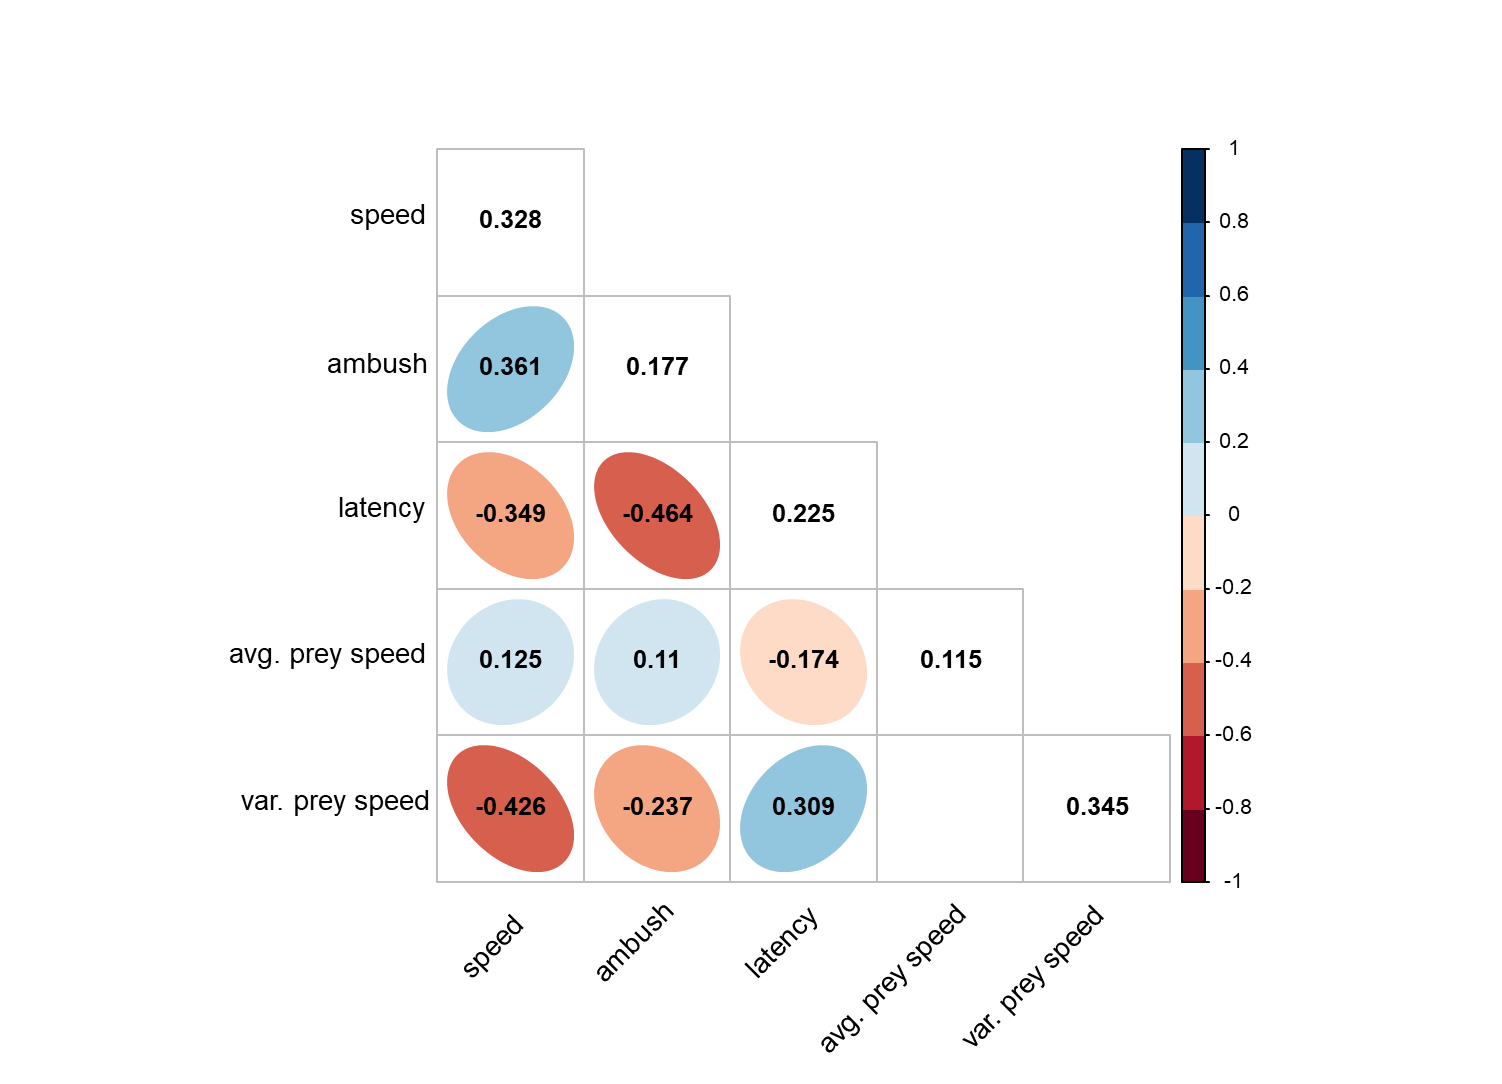 speed 0.328
ambush 0.361 0.177
latency -0.349 -0.464 0.225
avg. prey speed 0.125 0.11 -0.174 0.115
var. prey speed -0.426 -0.237 0.309 0.345
speed ambush latency avg. prey speed var. prey speed
1
0.8
0.6
0.4
0.2
0
-0.2
-0.4
-0.6
-0.8
-1